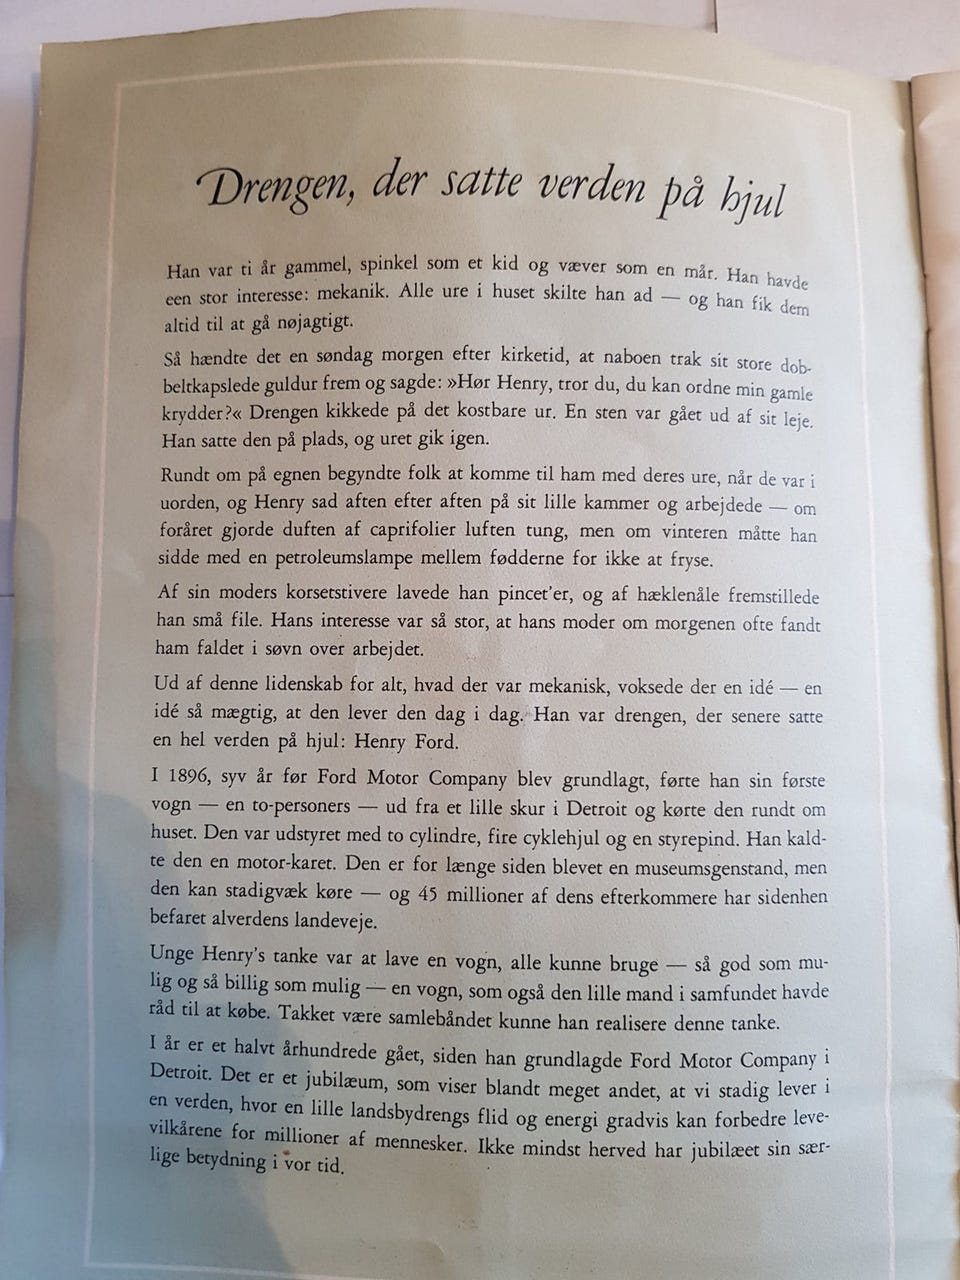 Drengen, der satte verden på hjul
Han var ti år gammel, spinkel som et kid og væver som en mår. Han havde
een stor interesse: mekanik. Alle ure i huset skilte han ad — og han fik dem
altid til at gå nøjagtigt.
Så hændte det en søndag morgen efter kirketid, at naboen trak sit store dob-
beltkapslede guldur frem og sagde: »Hør Henry, tror du, du kan ordne min gamle
krydder?« Drengen kikkede på det kostbare ur. En sten var gået ud af sit leje.
Han satte den på plads, og uret gik igen.
Rundt om på egnen begyndte folk at komme til ham med deres ure, når de var i
uorden, og Henry sad aften efter aften på sit lille kammer og arbejdede — om
foråret gjorde duften af caprifolier luften tung, men om vinteren måtte han
sidde med en petroleumslampe mellem fødderne for ikke at fryse.
Af sin moders korsetstivere lavede han pincet'er, og af hæklenåle fremstillede
han små file. Hans interesse var så stor, at hans moder om morgenen ofte fandt
ham faldet i søvn over arbejdet.
Ud af denne lidenskab for alt, hvad der var mekanisk, voksede der en idé — en
idé så mægtig, at den lever den dag i dag. Han var drengen, der senere satte
en hel verden på hjul: Henry Ford.
I 1896, syv år før Ford Motor Company blev grundlagt, førte han sin første
vogn — en to-personers — ud fra et lille skur i Detroit og kørte den rundt om
huset. Den var udstyret med to cylindre, fire cyklehjul og en styrepind. Han kald-
te den en motor-karet. Den er for længe siden blevet en museumsgenstand, men
den kan stadigvæk køre — og 45 millioner af dens efterkommere har sidenhen
befaret alverdens landeveje.
Unge Henry's tanke var at lave en vogn, alle kunne bruge — så god som mu-
lig og så billig som mulig — en vogn, som også den lille mand i samfundet havde
råd til at købe. Takket være samlebåndet kunne han realisere denne tanke.
I år er et halvt århundrede gået, siden han grundlagde Ford Motor Company i
Detroit. Det er et jubilæum, som viser blandt meget andet, at vi stadig lever i
en verden, hvor en lille landsbydrengs flid og energi gradvis kan forbedre leve-
vilkårene for millioner af mennesker. Ikke mindst herved har jubilæet sin sær-
lige betydning i vor tid.